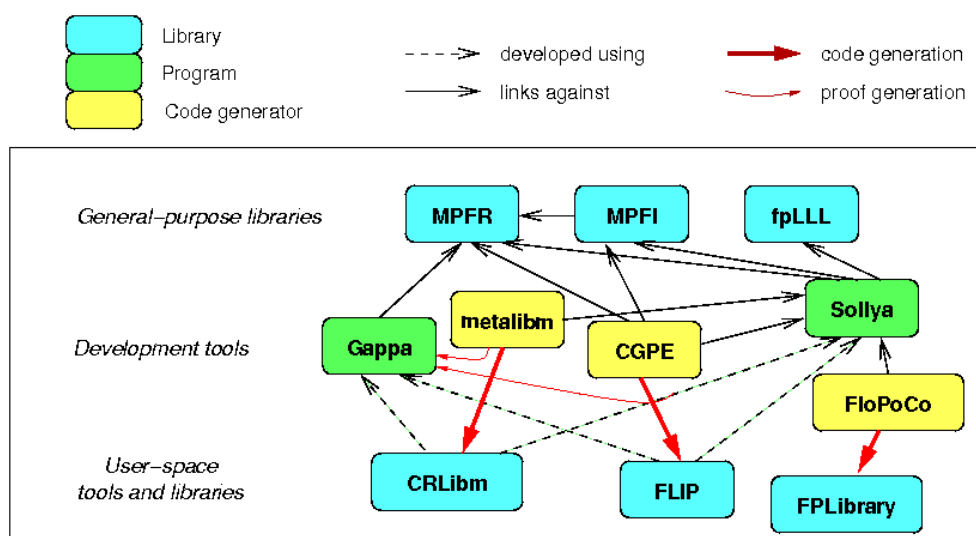 Library
Program
Code generator
developed using
links against
code generation
proof generation
General-purpose libraries
MPFR
MPFI
fpLLL
Development tools
Gappa
metalibm
CGPE
Sollya
FloPoCo
User-space
tools and libraries
CRLibm
FLIP
FPLibrary